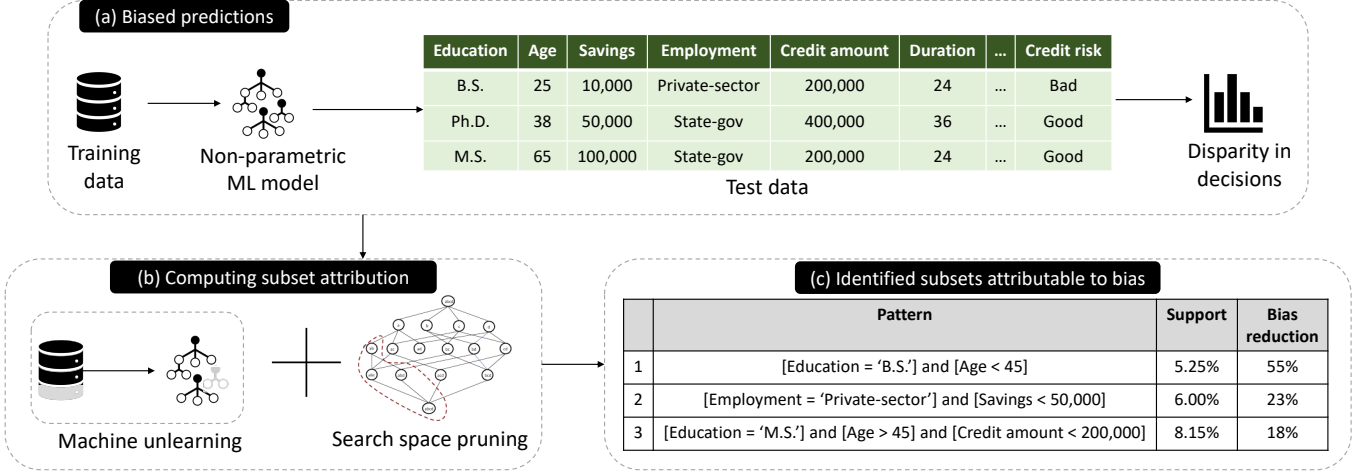 (a) Biased predictions
Education Age Savings Employment Credit amount Duration ... Credit risk
B.S. 25 10,000 Private-sector 200,000 24 ... Bad
Ph.D. 38 50,000 State-gov 400,000 36 ... Good
M.S. 65 100,000 State-gov 200,000 24 ... Good
Training
data
Non-parametric
ML model
Test data
Disparity in
decisions
(b) Computing subset attribution
Machine unlearning
Search space pruning
(c) Identified subsets attributable to bias
Pattern Support Bias
reduction
1 [Education = ‘B.S.’] and [Age < 45] 5.25% 55%
2 [Employment = ‘Private-sector’] and [Savings < 50,000] 6.00% 23%
3 [Education = ‘M.S.’] and [Age > 45] and [Credit amount < 200,000] 8.15% 18%